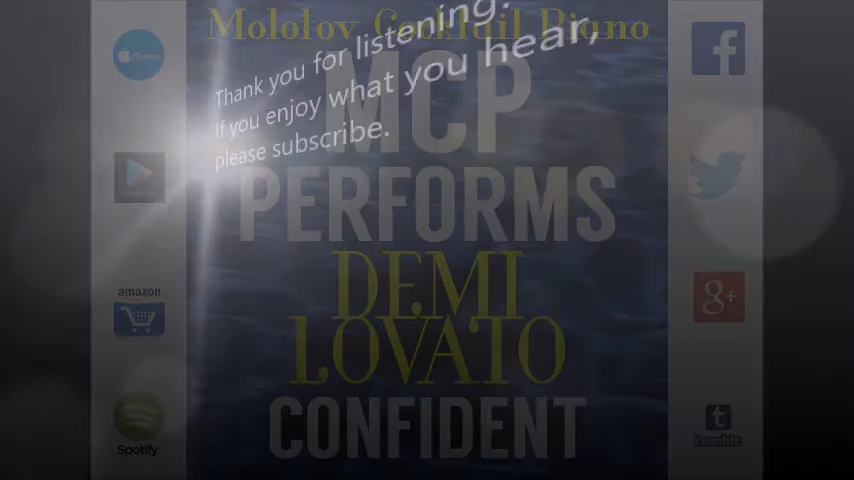 Molotov Cocktail Piano
Thank you for listening.
If you enjoy what you hear,
please subscribe.
MCP
PERFORMS
DEMI
LOVATO
CONFIDENT
iTunes
amazon
Spotify
f
g+
t
tumblr